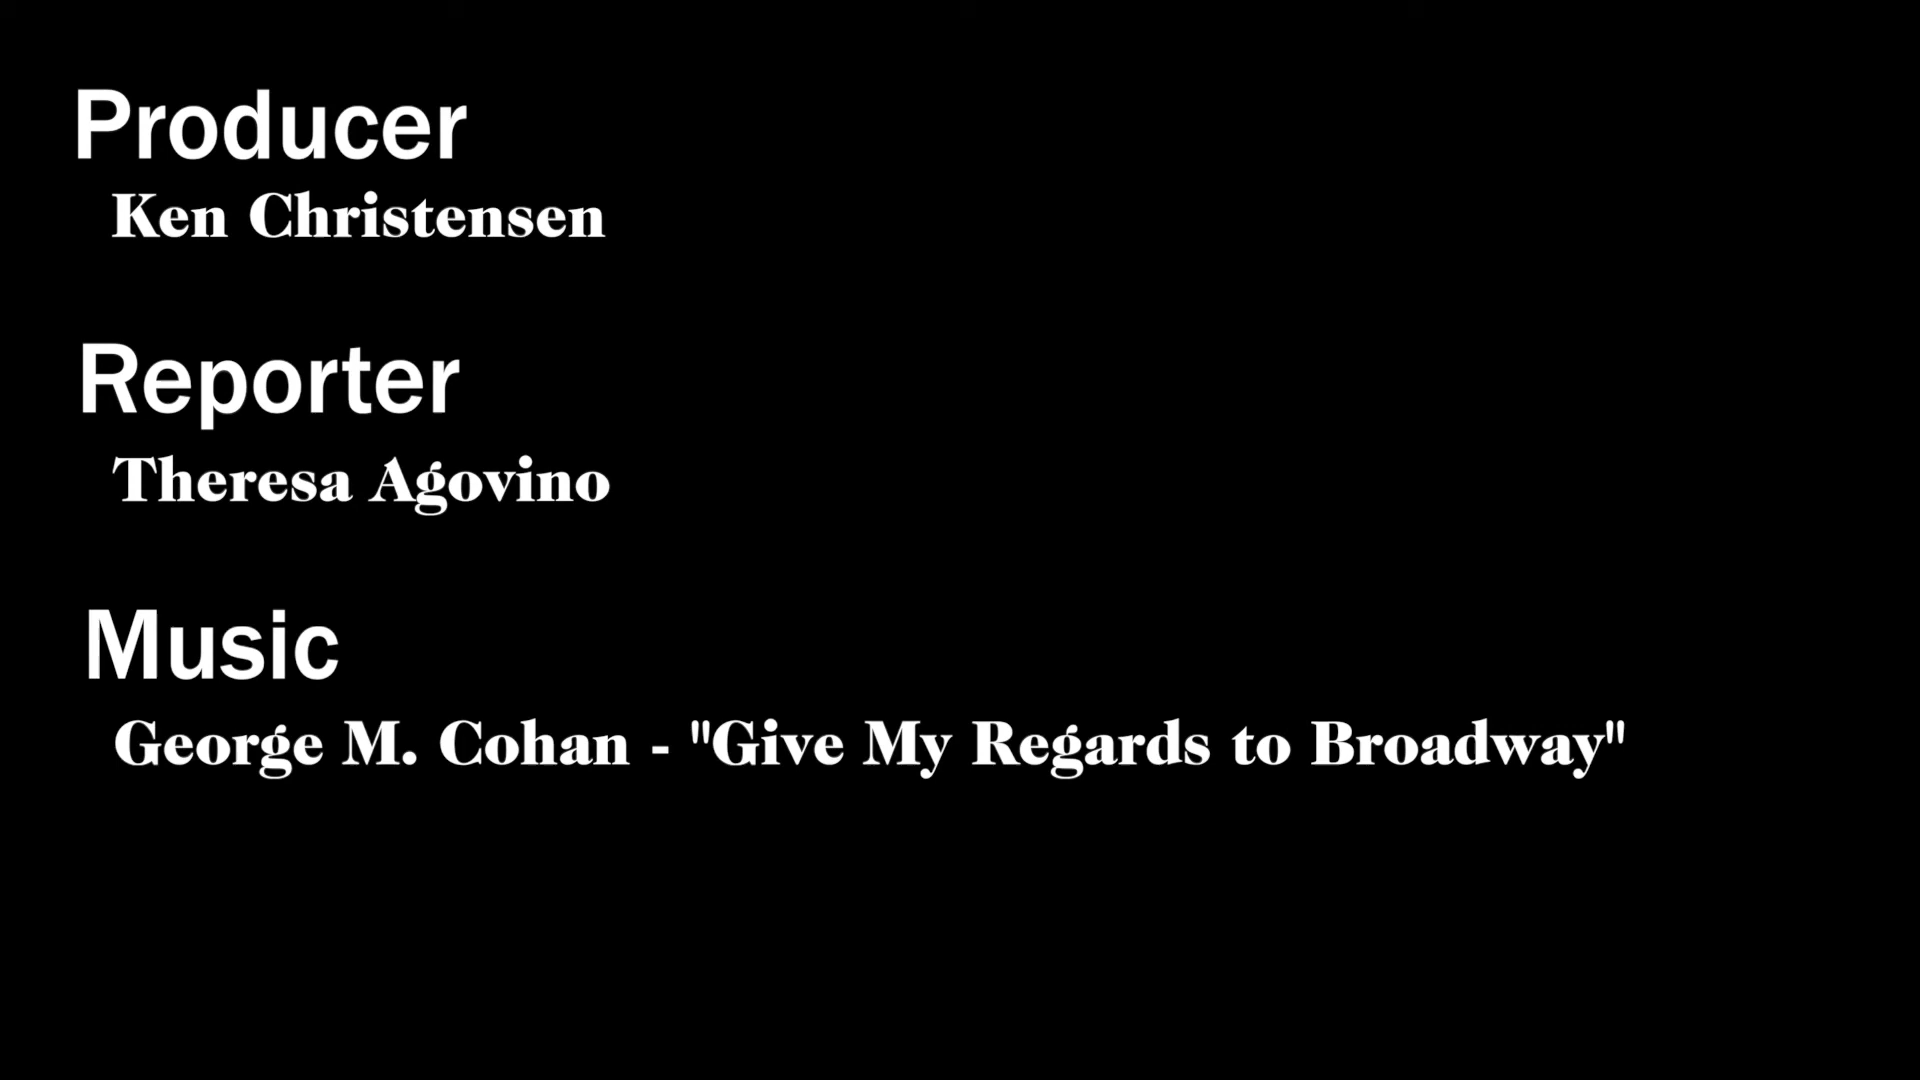 Producer
Ken Christensen
Reporter
Theresa Agovino
Music
George M. Cohan - "Give My Regards to Broadway"